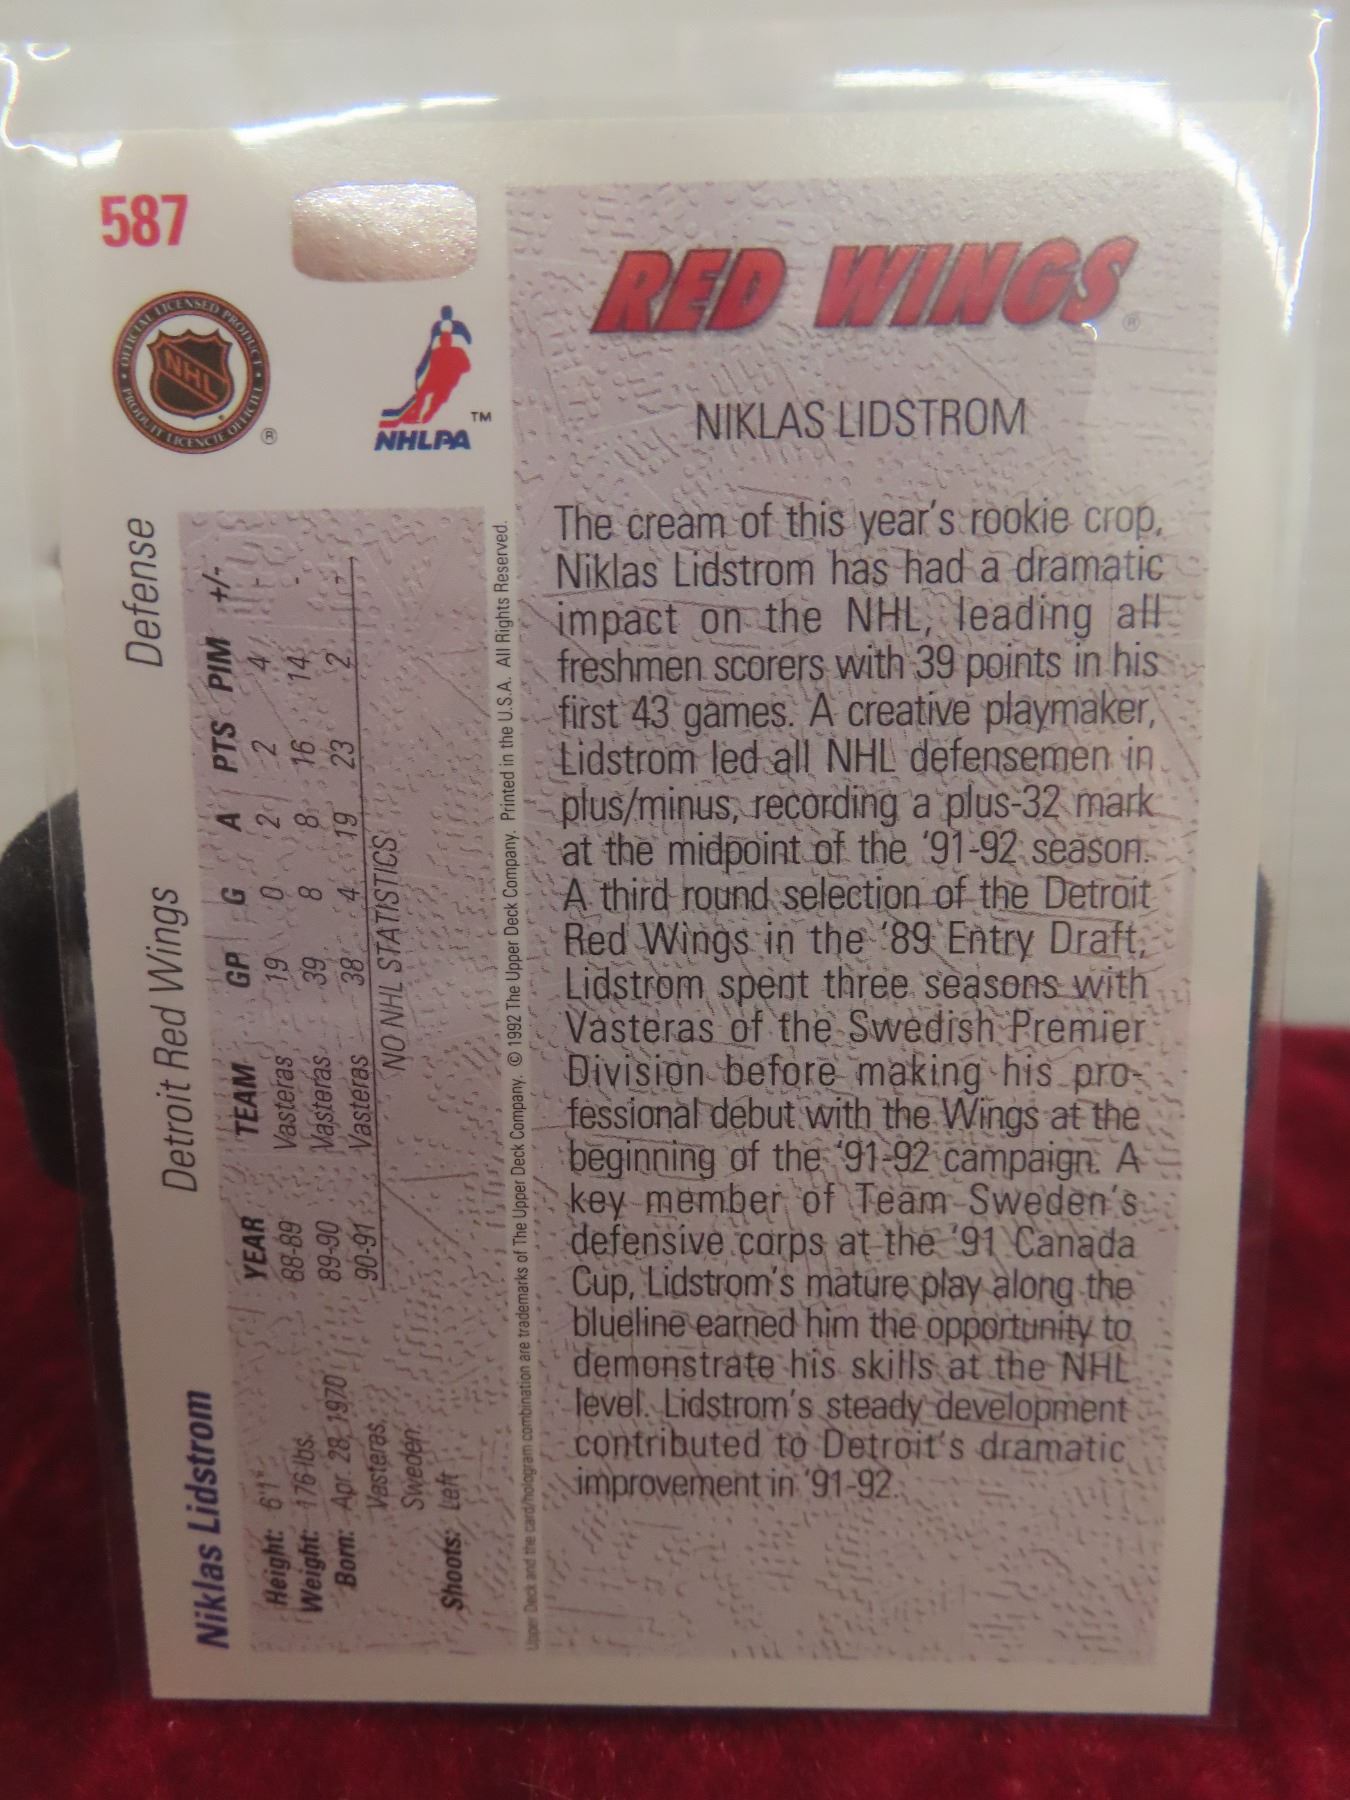 587
OFFICIAL LICENSED PRODUCT
NHL
PRODUIT LICENCIE OFFICIEL
®
NHLPA
TM
RED WINGS
®
NIKLAS LIDSTROM
The cream of this year's rookie crop,
Niklas Lidstrom has had a dramatic
impact on the NHL, leading all
freshmen scorers with 39 points in his
first 43 games. A creative playmaker,
Lidstrom led all NHL defensemen in
plus/minus, recording a plus-32 mark
at the midpoint of the '91-92 season.
A third round selection of the Detroit
Red Wings in the '89 Entry Draft,
Lidstrom spent three seasons with
Vasteras of the Swedish Premier
Division before making his pro-
fessional debut with the Wings at the
beginning of the '91-92 campaign. A
key member of Team Sweden's
defensive corps at the '91 Canada
Cup, Lidstrom's mature play along the
blueline earned him the opportunity to
demonstrate his skills at the NHL
level. Lidstrom's steady development
contributed to Detroit's dramatic
improvement in '91-92.
Niklas Lidstrom Detroit Red Wings Defense
Height: 6'1"
Weight: 176 lbs.
Born: Apr. 28, 1970
Vasteras,
Sweden
Shoots: Left
YEAR TEAM GP G A PTS PIM +/-
88-89 Vasteras 19 0 2 2 4 -
89-90 Vasteras 39 8 8 16 14 -
90-91 Vasteras 38 4 19 23 2 -
NO NHL STATISTICS
Upper Deck and the card/hologram combination are trademarks of The Upper Deck Company. © 1992 The Upper Deck Company. Printed in the U.S.A. All Rights Reserved.